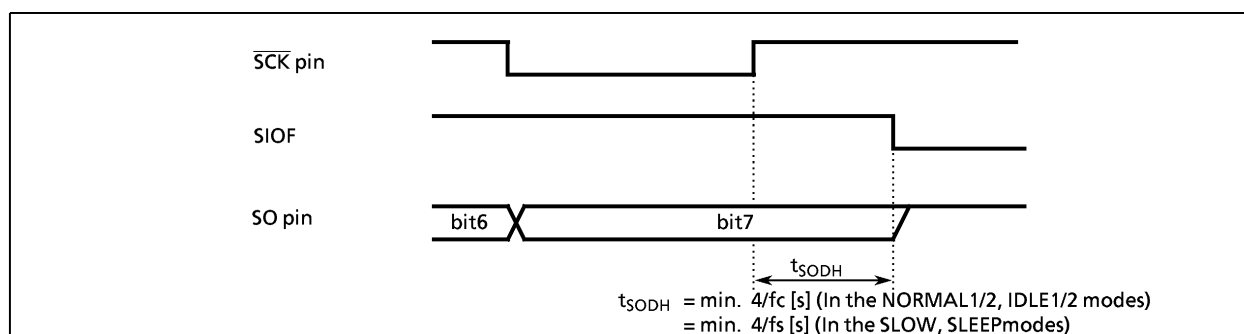 SCK pin
SIOF
SO pin
bit6
bit7
tSODH
tSODH = min. 4/fc [s] (In the NORMAL1/2, IDLE1/2 modes)
= min. 4/fs [s] (In the SLOW, SLEEPmodes)